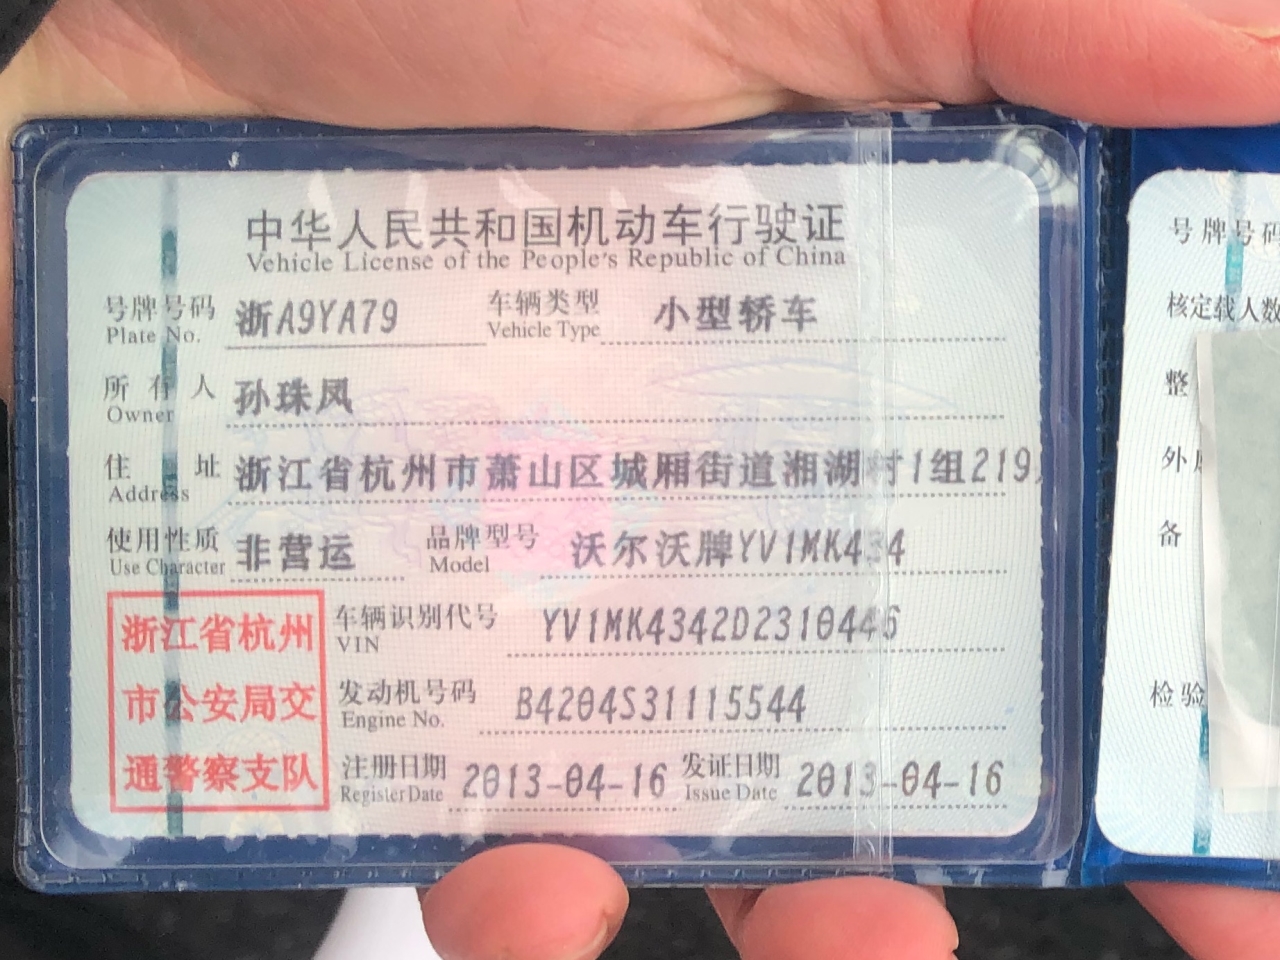 中华人民共和国机动车行驶证
Vehicle License of the People's Republic of China
号牌号码 浙A9YA79 车辆类型 小型轿车
Plate No. Vehicle Type
所有人 孙珠凤
Owner
住址 浙江省杭州市萧山区城厢街道湘湖村1组219
Address
使用性质 非营运 品牌型号 沃尔沃牌YV1MK434
Use Character Model
浙江省杭州
市公安局交
通警察支队
车辆识别代号 YV1MK4342D2310446
VIN
发动机号码 B4204S31115544
Engine No.
注册日期 2013-04-16 发证日期 2013-04-16
Register Date Issue Date
号牌号码
核定载人数
整
外
备
检验